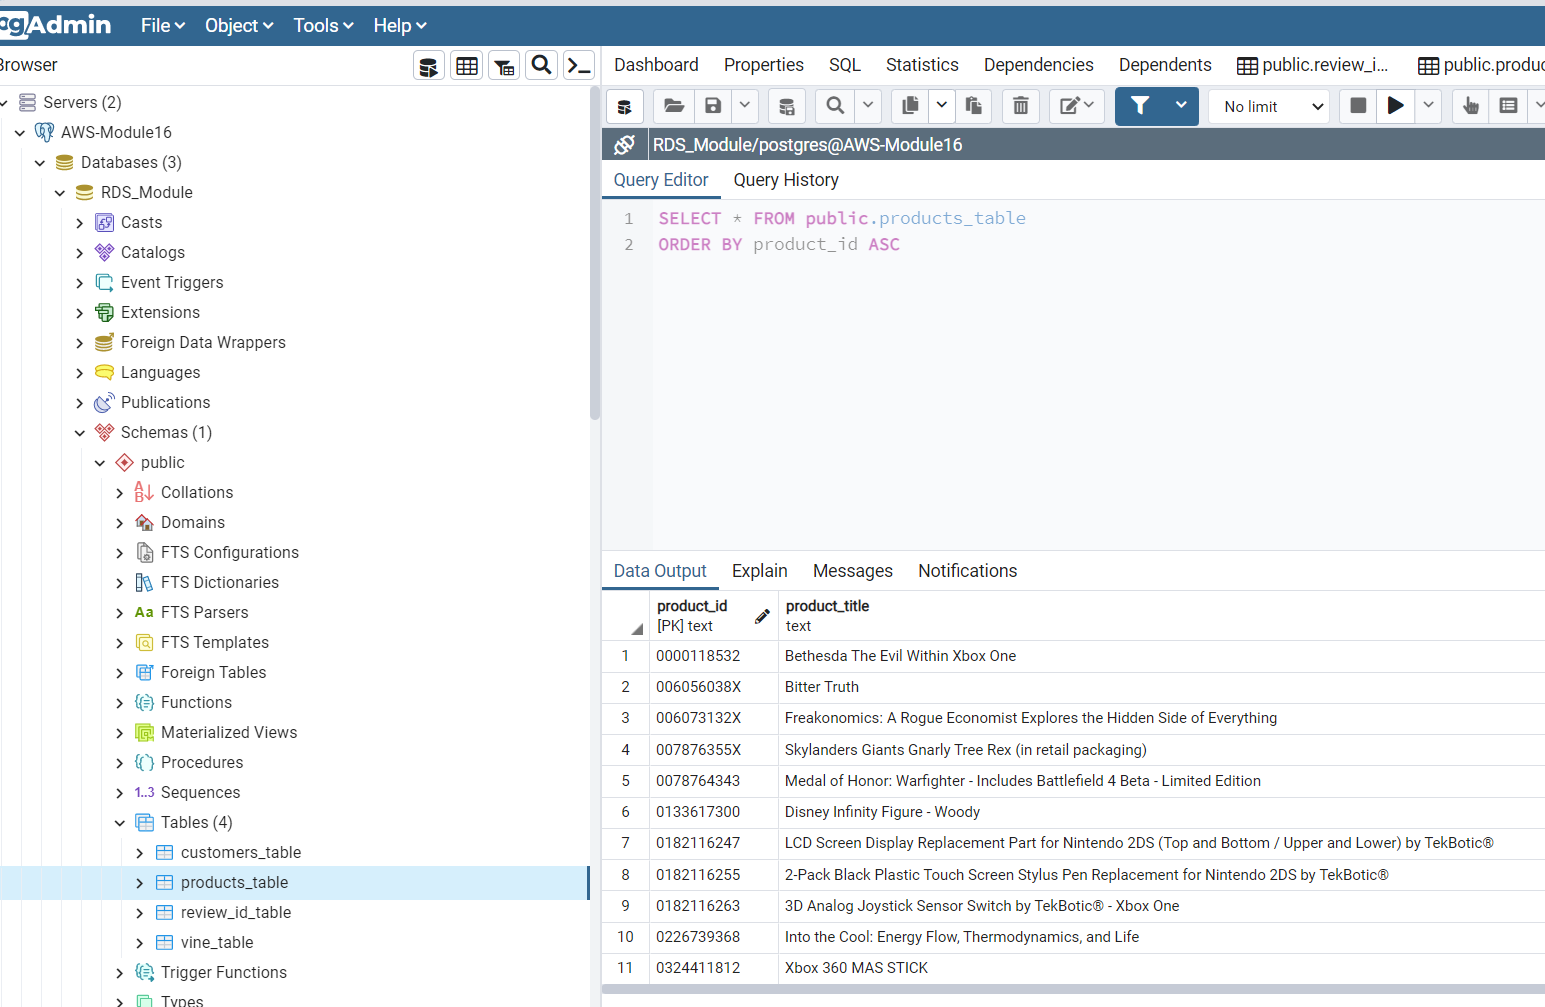 pgAdmin File Object Tools Help
Browser
Dashboard Properties SQL Statistics Dependencies Dependents public.review_i... public.produc
No limit
RDS_Module/postgres@AWS-Module16
Query Editor Query History
1 SELECT * FROM public.products_table
2 ORDER BY product_id ASC
Servers (2)
AWS-Module16
Databases (3)
RDS_Module
Casts
Catalogs
Event Triggers
Extensions
Foreign Data Wrappers
Languages
Publications
Schemas (1)
public
Collations
Domains
FTS Configurations
FTS Dictionaries
Aa FTS Parsers
FTS Templates
Foreign Tables
Functions
Materialized Views
Procedures
1..3 Sequences
Tables (4)
customers_table
products_table
review_id_table
vine_table
Trigger Functions
Types
Data Output Explain Messages Notifications
product_id product_title
[PK] text text
1 0000118532 Bethesda The Evil Within Xbox One
2 006056038X Bitter Truth
3 006073132X Freakonomics: A Rogue Economist Explores the Hidden Side of Everything
4 007876355X Skylanders Giants Gnarly Tree Rex (in retail packaging)
5 0078764343 Medal of Honor: Warfighter - Includes Battlefield 4 Beta - Limited Edition
6 0133617300 Disney Infinity Figure - Woody
7 0182116247 LCD Screen Display Replacement Part for Nintendo 2DS (Top and Bottom / Upper and Lower) by TekBotic®
8 0182116255 2-Pack Black Plastic Touch Screen Stylus Pen Replacement for Nintendo 2DS by TekBotic®
9 0182116263 3D Analog Joystick Sensor Switch by TekBotic® - Xbox One
10 0226739368 Into the Cool: Energy Flow, Thermodynamics, and Life
11 0324411812 Xbox 360 MAS STICK